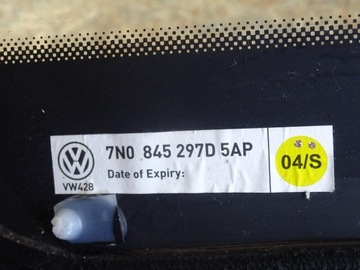 7N0 845 297D 5AP
04/S
VW428
Date of Expiry: